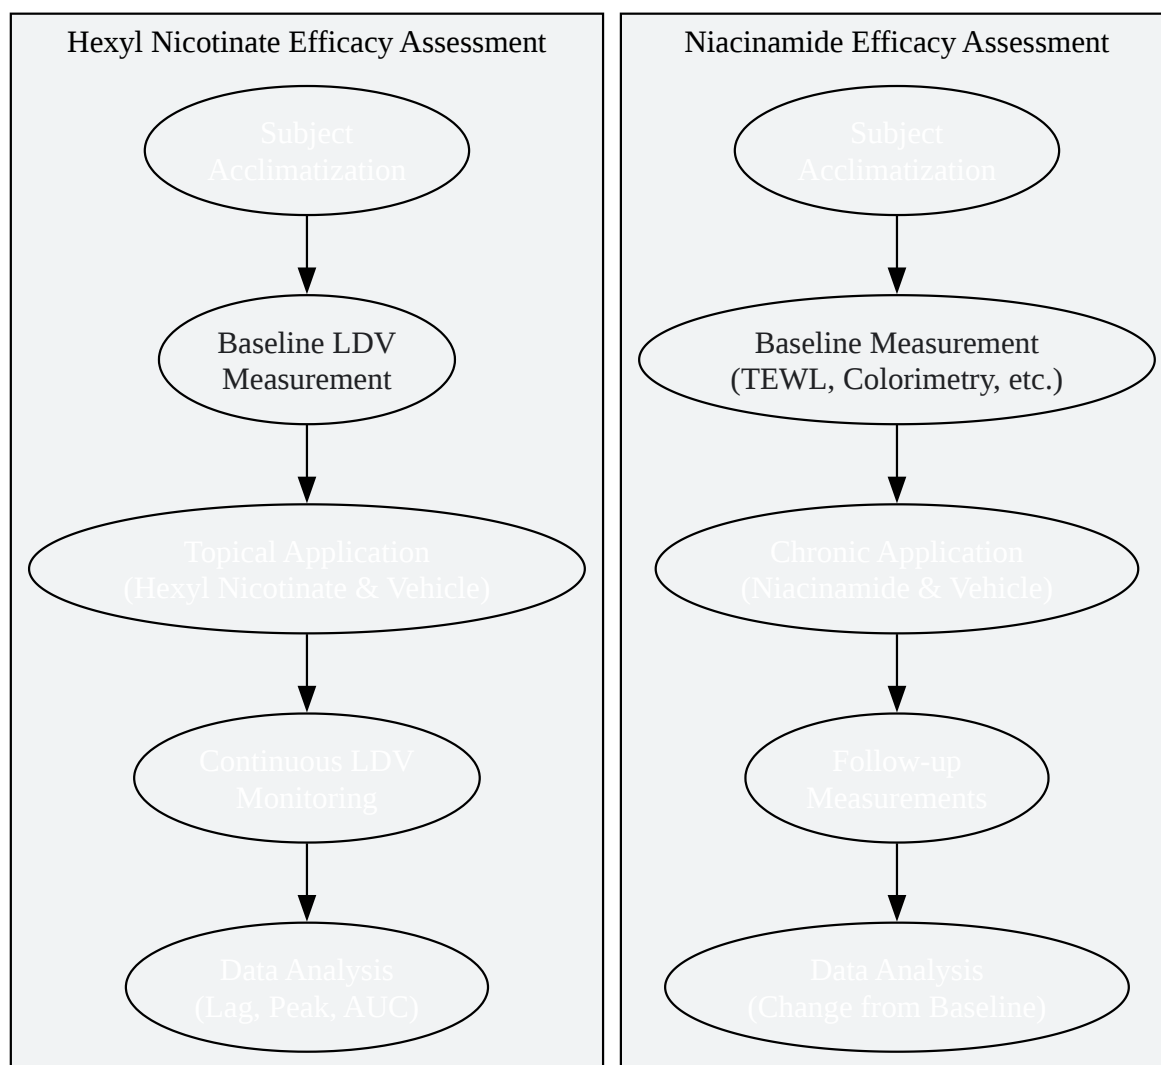 Hexyl Nicotinate Efficacy Assessment
Subject
Acclimatization
Baseline LDV
Measurement
Topical Application
(Hexyl Nicotinate & Vehicle)
Continuous LDV
Monitoring
Data Analysis
(Lag, Peak, AUC)
Niacinamide Efficacy Assessment
Subject
Acclimatization
Baseline Measurement
(TEWL, Colorimetry, etc.)
Chronic Application
(Niacinamide & Vehicle)
Follow-up
Measurements
Data Analysis
(Change from Baseline)